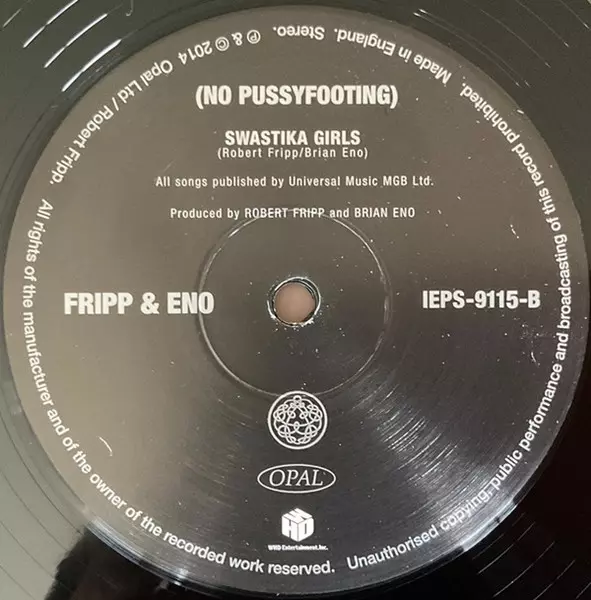 (NO PUSSYFOOTING)
SWASTIKA GIRLS
(Robert Fripp/Brian Eno)
All songs published by Universal Music MGB Ltd.
Produced by ROBERT FRIPP and BRIAN ENO
FRIPP & ENO
IEPS-9115-B
OPAL
WHD Entertainment,Inc.
℗ & © 2014 Opal Ltd / Robert Fripp. All rights of the manufacturer and of the owner of the recorded work reserved. Unauthorised copying, public performance and broadcasting of this record prohibited. Made in England. Stereo.